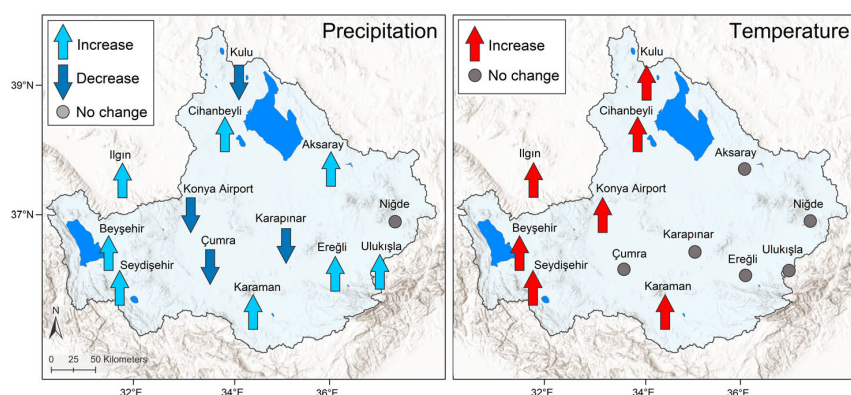 Precipitation
Increase
Decrease
No change
Kulu
Cihanbeyli
Aksaray
Ilgın
Konya Airport
Niğde
Karapınar
Beyşehir
Çumra
Ereğli
Ulukışla
Seydişehir
Karaman
N
0 25 50 Kilometers
39°N
37°N
32°E
34°E
36°E
Temperature
Increase
No change
Kulu
Cihanbeyli
Aksaray
Ilgın
Konya Airport
Niğde
Beyşehir
Karapınar
Çumra
Ereğli
Ulukışla
Seydişehir
Karaman
32°E
34°E
36°E